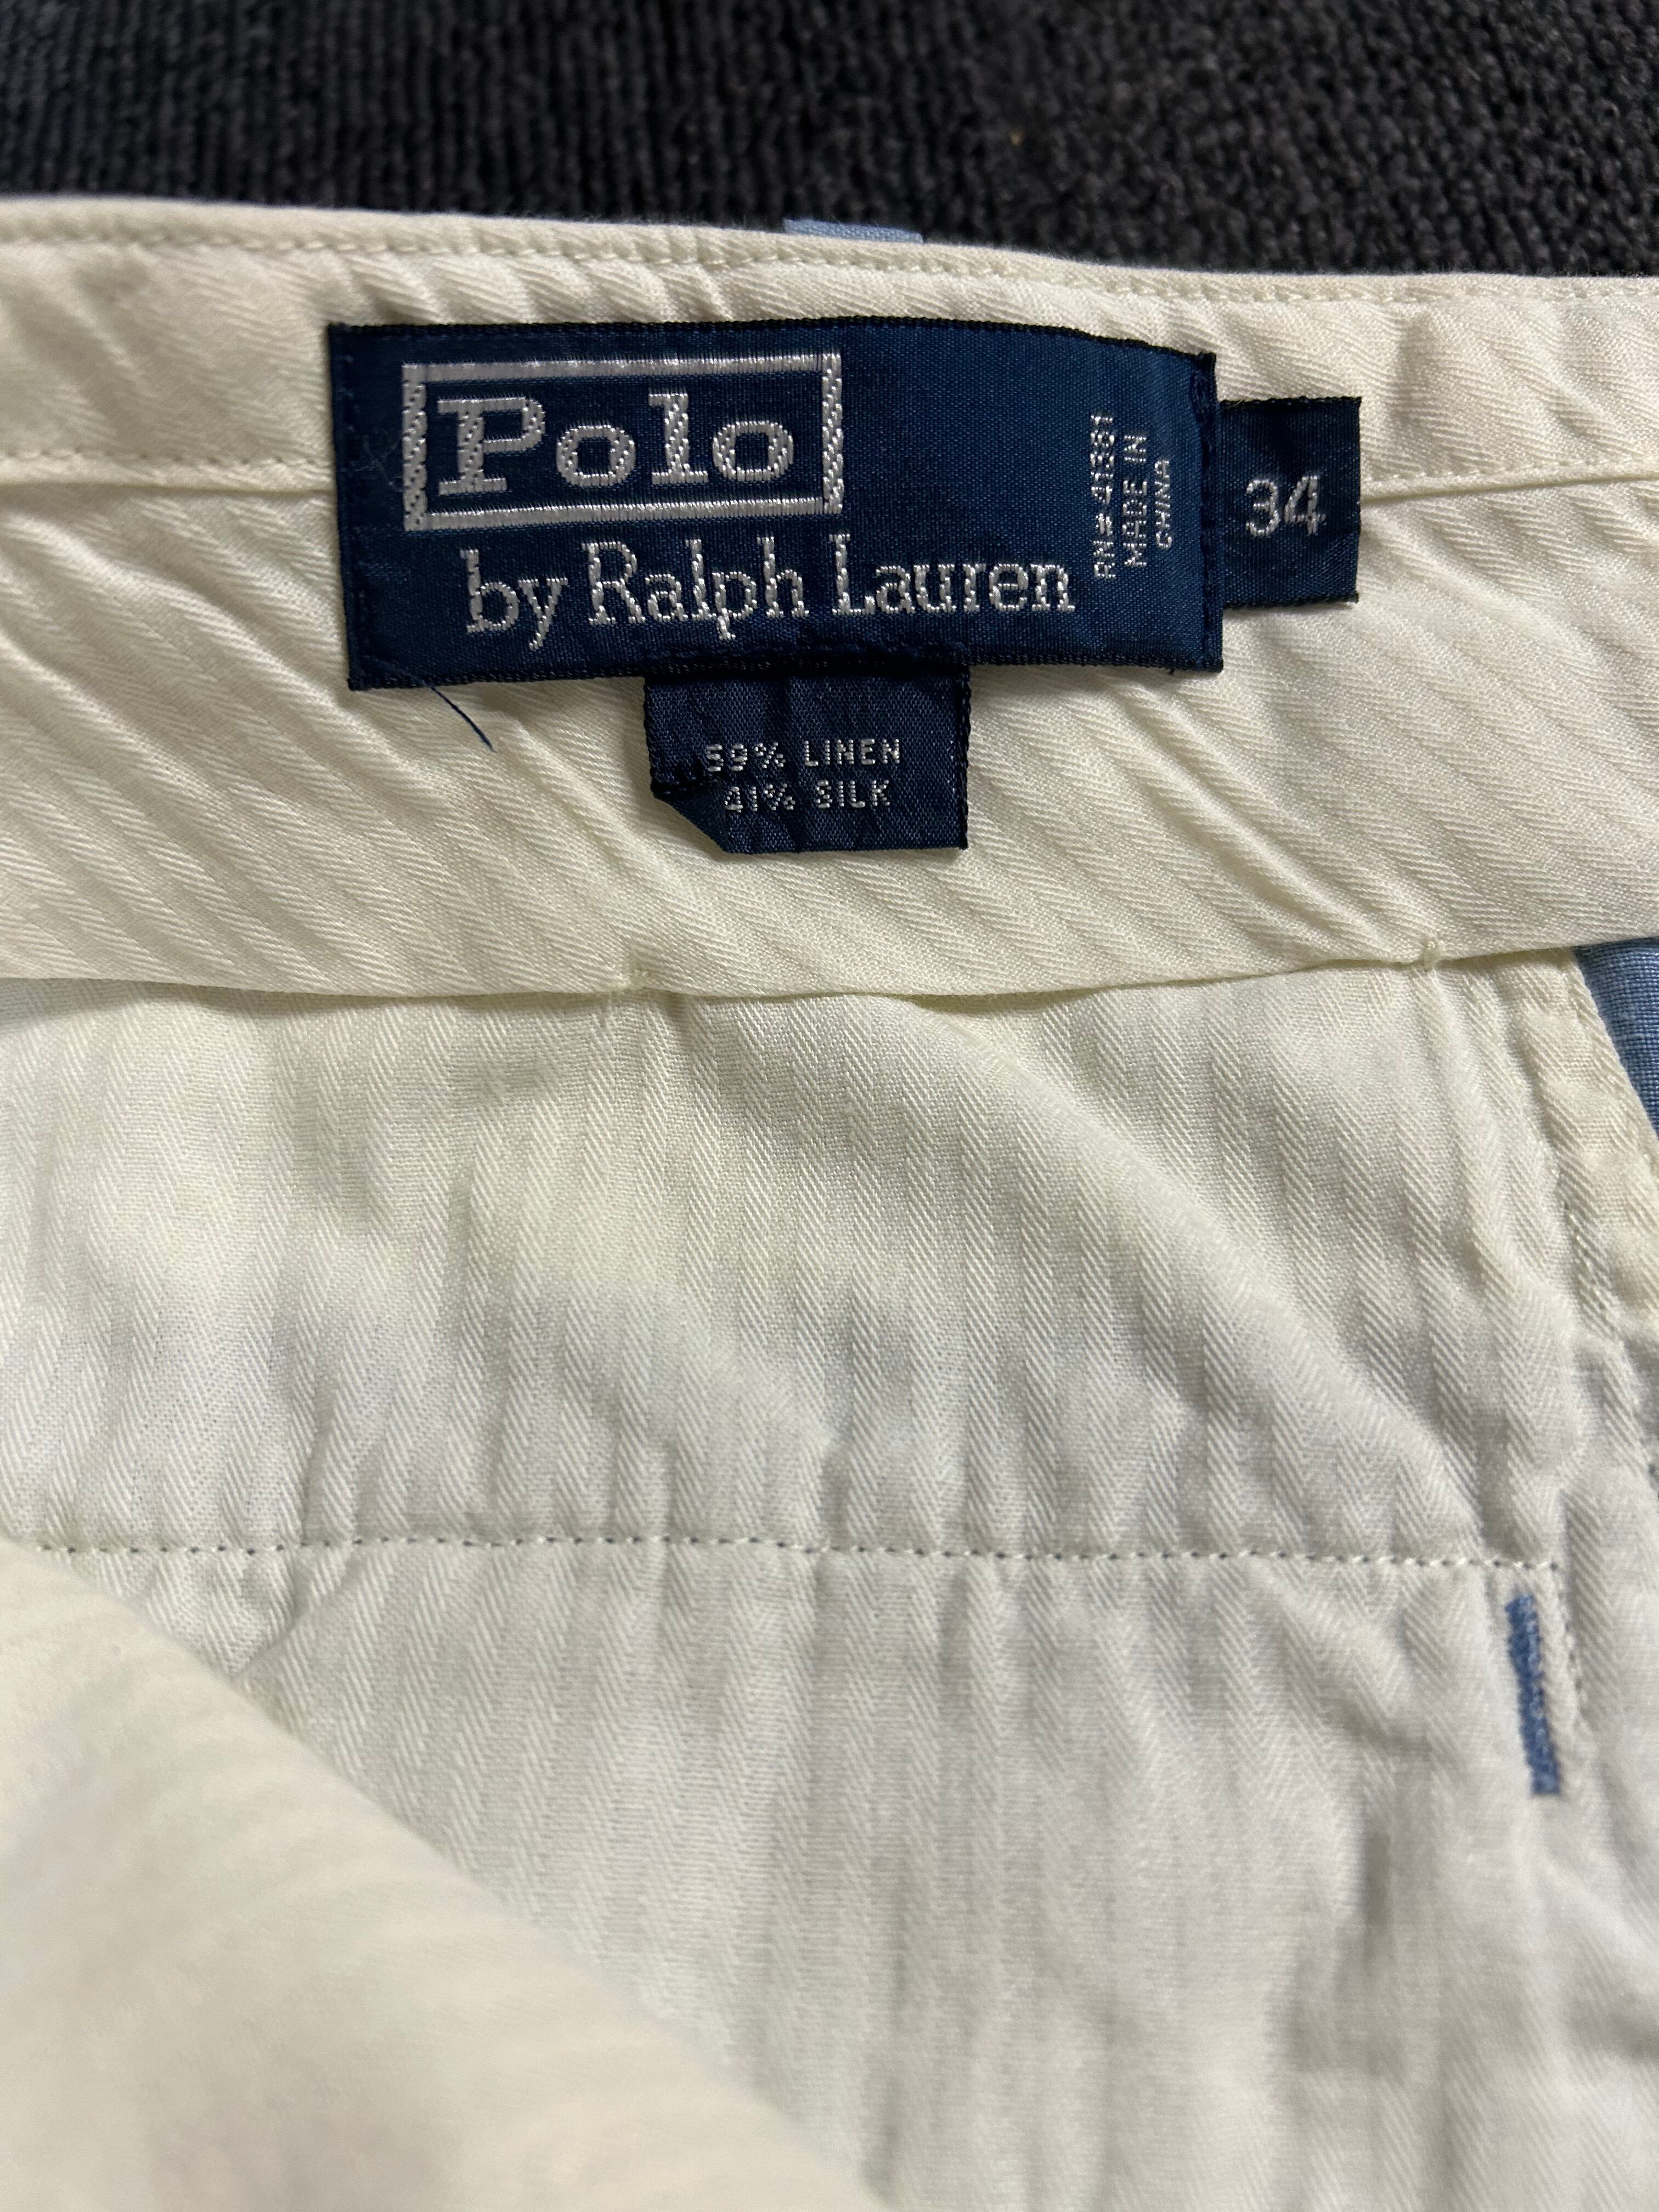 Polo
by Ralph Lauren
RN# 41381
MADE IN
CHINA
34
59% LINEN
41% SILK